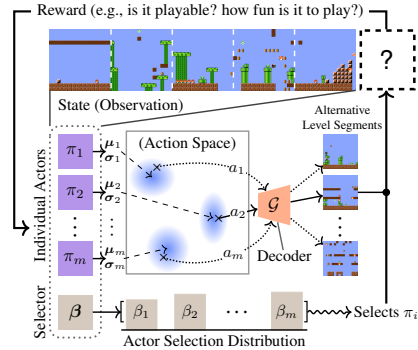 Reward (e.g., is it playable? how fun is it to play?)
?
State (Observation)
Alternative
Level Segments
Individual Actors
π1
π2
⋮
πm
μ1
σ1
μ2
σ2
⋮
μm
σm
(Action Space)
a1
a2
am
G
Decoder
⋮
Selector
β
[β1 β2 ⋯ βm]
Selects πi
Actor Selection Distribution